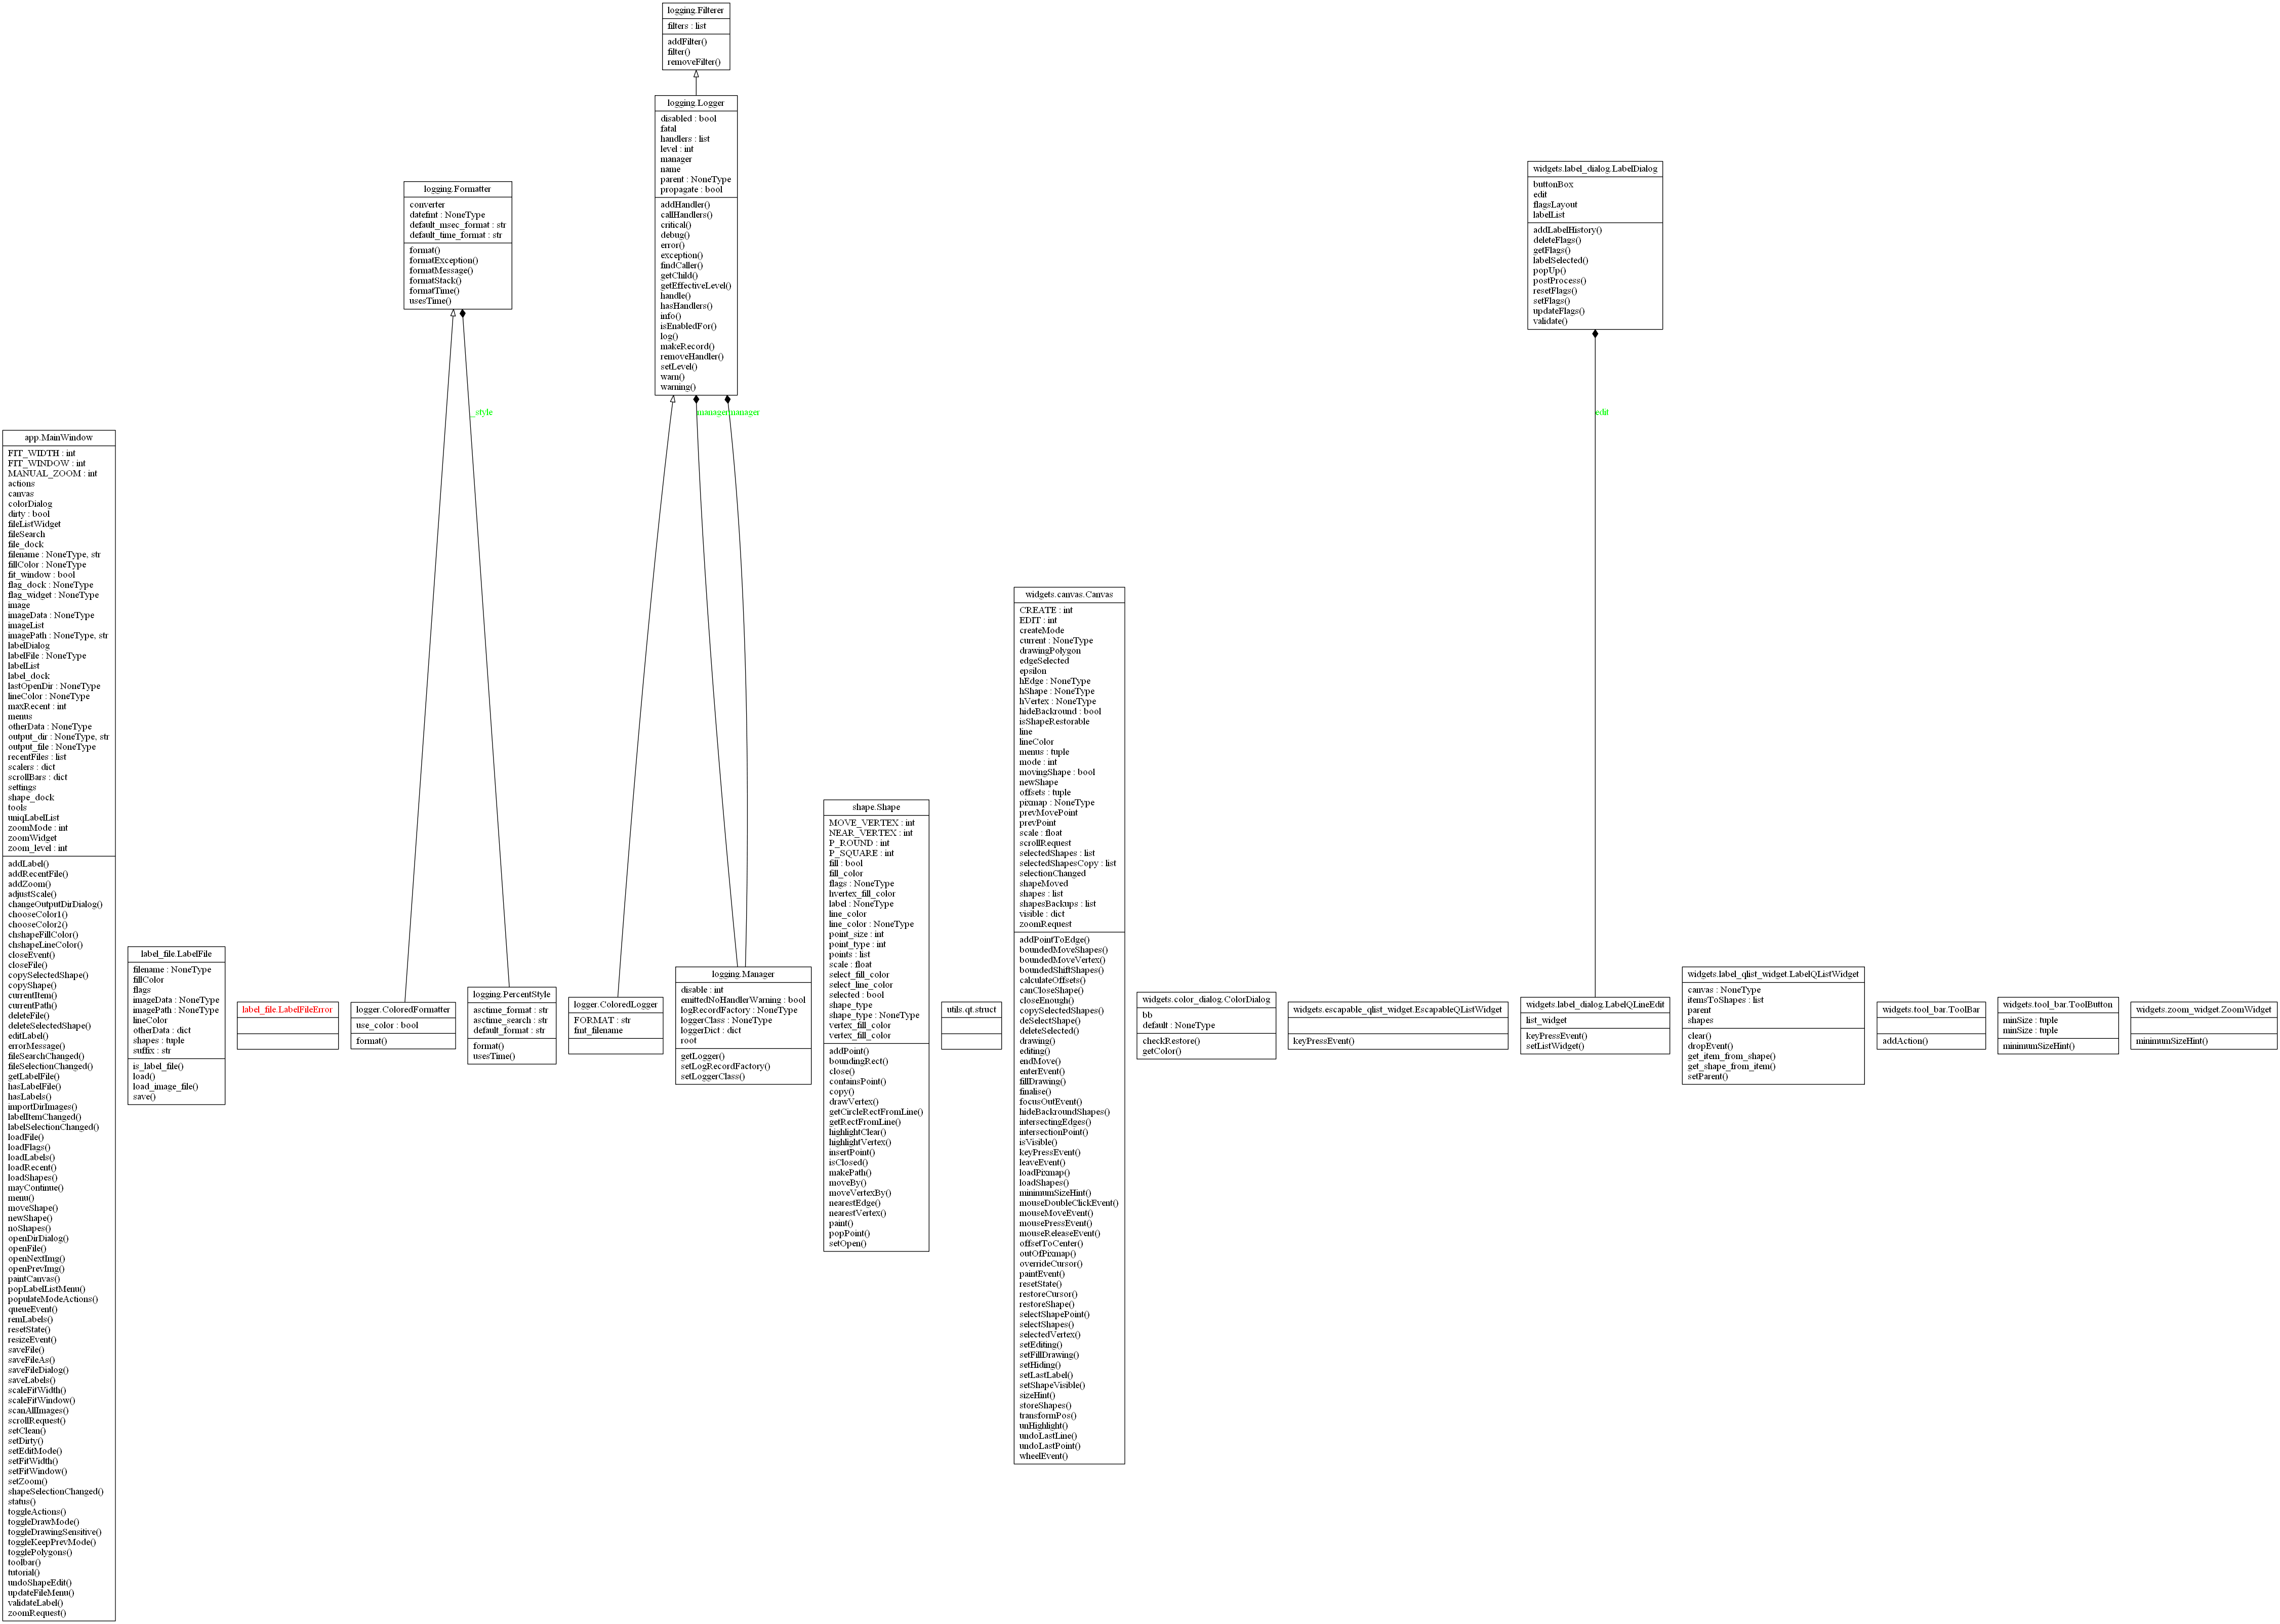 logging.Filterer
filters : list
addFilter()
filter()
removeFilter()
logging.Logger
disabled : bool
fatal
handlers : list
level : int
manager
name
parent : NoneType
propagate : bool
addHandler()
callHandlers()
critical()
debug()
error()
exception()
findCaller()
getChild()
getEffectiveLevel()
handle()
hasHandlers()
info()
isEnabledFor()
log()
makeRecord()
removeHandler()
setLevel()
warn()
warning()
logging.Formatter
converter
datefmt : NoneType
default_msec_format : str
default_time_format : str
format()
formatException()
formatMessage()
formatStack()
formatTime()
usesTime()
widgets.label_dialog.LabelDialog
buttonBox
edit
flagsLayout
labelList
addLabelHistory()
deleteFlags()
getFlags()
labelSelected()
popUp()
postProcess()
resetFlags()
setFlags()
updateFlags()
validate()
_style
manager
manager
edit
app.MainWindow
FIT_WIDTH : int
FIT_WINDOW : int
MANUAL_ZOOM : int
actions
canvas
colorDialog
dirty : bool
fileListWidget
fileSearch
file_dock
filename : NoneType, str
fillColor : NoneType
fit_window : bool
flag_dock : NoneType
flag_widget : NoneType
image
imageData : NoneType
imageList
imagePath : NoneType, str
labelDialog
labelFile : NoneType
labelList
label_dock
lastOpenDir : NoneType
lineColor : NoneType
maxRecent : int
menus
otherData : NoneType
output_dir : NoneType, str
output_file : NoneType
recentFiles : list
scalers : dict
scrollBars : dict
settings
shape_dock
tools
uniqLabelList
zoomMode : int
zoomWidget
zoom_level : int
addLabel()
addRecentFile()
addZoom()
adjustScale()
changeOutputDirDialog()
chooseColor1()
chooseColor2()
chshapeFillColor()
chshapeLineColor()
closeEvent()
closeFile()
copySelectedShape()
copyShape()
currentItem()
currentPath()
deleteFile()
deleteSelectedShape()
editLabel()
errorMessage()
fileSearchChanged()
fileSelectionChanged()
getLabelFile()
hasLabelFile()
hasLabels()
importDirImages()
labelItemChanged()
labelSelectionChanged()
loadFile()
loadFlags()
loadLabels()
loadRecent()
loadShapes()
mayContinue()
menu()
moveShape()
newShape()
noShapes()
openDirDialog()
openFile()
openNextImg()
openPrevImg()
paintCanvas()
popLabelListMenu()
populateModeActions()
queueEvent()
remLabels()
resetState()
resizeEvent()
saveFile()
saveFileAs()
saveFileDialog()
saveLabels()
scaleFitWidth()
scaleFitWindow()
scanAllImages()
scrollRequest()
setClean()
setDirty()
setEditMode()
setFitWidth()
setFitWindow()
setZoom()
shapeSelectionChanged()
status()
toggleActions()
toggleDrawMode()
toggleDrawingSensitive()
toggleKeepPrevMode()
togglePolygons()
toolbar()
tutorial()
undoShapeEdit()
updateFileMenu()
validateLabel()
zoomRequest()
label_file.LabelFile
filename : NoneType
fillColor
flags
imageData : NoneType
imagePath : NoneType
lineColor
otherData : dict
shapes : tuple
suffix : str
is_label_file()
load()
load_image_file()
save()
label_file.LabelFileError
logger.ColoredFormatter
use_color : bool
format()
logging.PercentStyle
asctime_format : str
asctime_search : str
default_format : str
format()
usesTime()
logger.ColoredLogger
FORMAT : str
fmt_filename
logging.Manager
disable : int
emittedNoHandlerWarning : bool
logRecordFactory : NoneType
loggerClass : NoneType
loggerDict : dict
root
getLogger()
setLogRecordFactory()
setLoggerClass()
shape.Shape
MOVE_VERTEX : int
NEAR_VERTEX : int
P_ROUND : int
P_SQUARE : int
fill : bool
fill_color
flags : NoneType
hvertex_fill_color
label : NoneType
line_color
line_color : NoneType
point_size : int
point_type : int
points : list
scale : float
select_fill_color
select_line_color
selected : bool
shape_type
shape_type : NoneType
vertex_fill_color
vertex_fill_color
addPoint()
boundingRect()
close()
containsPoint()
copy()
drawVertex()
getCircleRectFromLine()
getRectFromLine()
highlightClear()
highlightVertex()
insertPoint()
isClosed()
makePath()
moveBy()
moveVertexBy()
nearestEdge()
nearestVertex()
paint()
popPoint()
setOpen()
utils.qt.struct
widgets.canvas.Canvas
CREATE : int
EDIT : int
createMode
current : NoneType
drawingPolygon
edgeSelected
epsilon
hEdge : NoneType
hShape : NoneType
hVertex : NoneType
hideBackround : bool
isShapeRestorable
line
lineColor
menus : tuple
mode : int
movingShape : bool
newShape
offsets : tuple
pixmap : NoneType
prevMovePoint
prevPoint
scale : float
scrollRequest
selectedShapes : list
selectedShapesCopy : list
selectionChanged
shapeMoved
shapes : list
shapesBackups : list
visible : dict
zoomRequest
addPointToEdge()
boundedMoveShapes()
boundedMoveVertex()
boundedShiftShapes()
calculateOffsets()
canCloseShape()
closeEnough()
copySelectedShapes()
deSelectShape()
deleteSelected()
drawing()
editing()
endMove()
enterEvent()
fillDrawing()
finalise()
focusOutEvent()
hideBackroundShapes()
intersectingEdges()
intersectionPoint()
isVisible()
keyPressEvent()
leaveEvent()
loadPixmap()
loadShapes()
minimumSizeHint()
mouseDoubleClickEvent()
mouseMoveEvent()
mousePressEvent()
mouseReleaseEvent()
offsetToCenter()
outOfPixmap()
overrideCursor()
paintEvent()
resetState()
restoreCursor()
restoreShape()
selectShapePoint()
selectShapes()
selectedVertex()
setEditing()
setFillDrawing()
setHiding()
setLastLabel()
setShapeVisible()
sizeHint()
storeShapes()
transformPos()
unHighlight()
undoLastLine()
undoLastPoint()
wheelEvent()
widgets.color_dialog.ColorDialog
bb
default : NoneType
checkRestore()
getColor()
widgets.escapable_qlist_widget.EscapableQListWidget
keyPressEvent()
widgets.label_dialog.LabelQLineEdit
list_widget
keyPressEvent()
setListWidget()
widgets.label_qlist_widget.LabelQListWidget
canvas : NoneType
itemsToShapes : list
parent
shapes
clear()
dropEvent()
get_item_from_shape()
get_shape_from_item()
setParent()
widgets.tool_bar.ToolBar
addAction()
widgets.tool_bar.ToolButton
minSize : tuple
minSize : tuple
minimumSizeHint()
widgets.zoom_widget.ZoomWidget
minimumSizeHint()